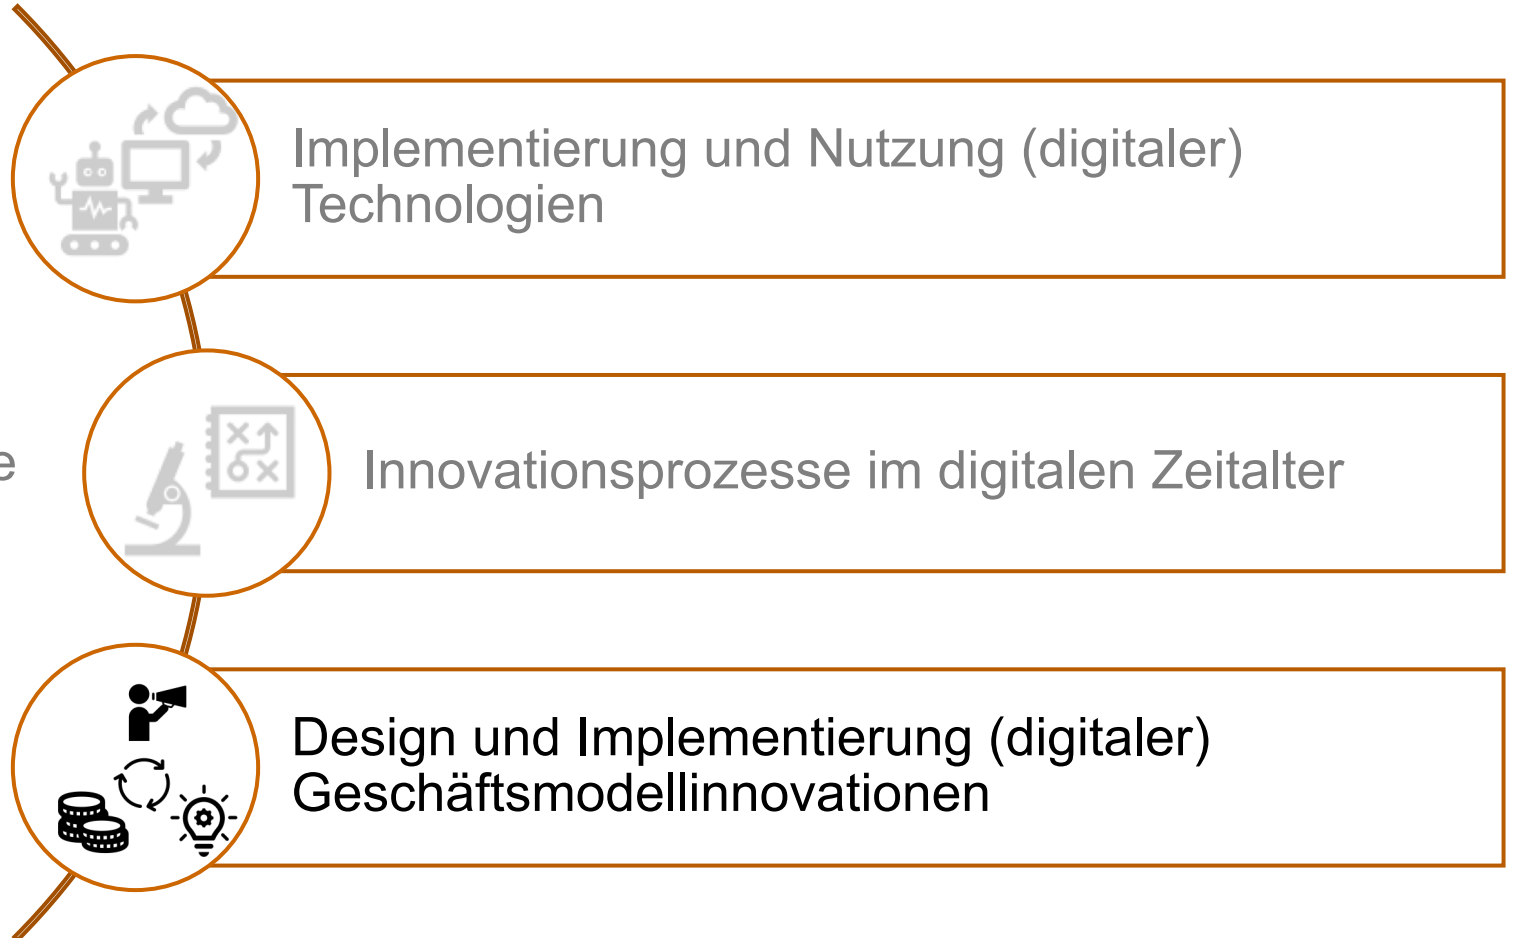 Implementierung und Nutzung (digitaler)
Technologien
Innovationsprozesse im digitalen Zeitalter
Design und Implementierung (digitaler)
Geschäftsmodellinnovationen